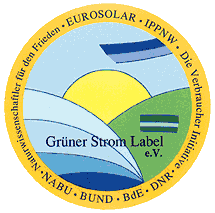 Naturwissenschaftler für den Frieden · EUROSOLAR · IPPNW · Die Verbraucher Initiative · DNR · BdE · BUND · NABU ·
Grüner Strom Label
e.V.